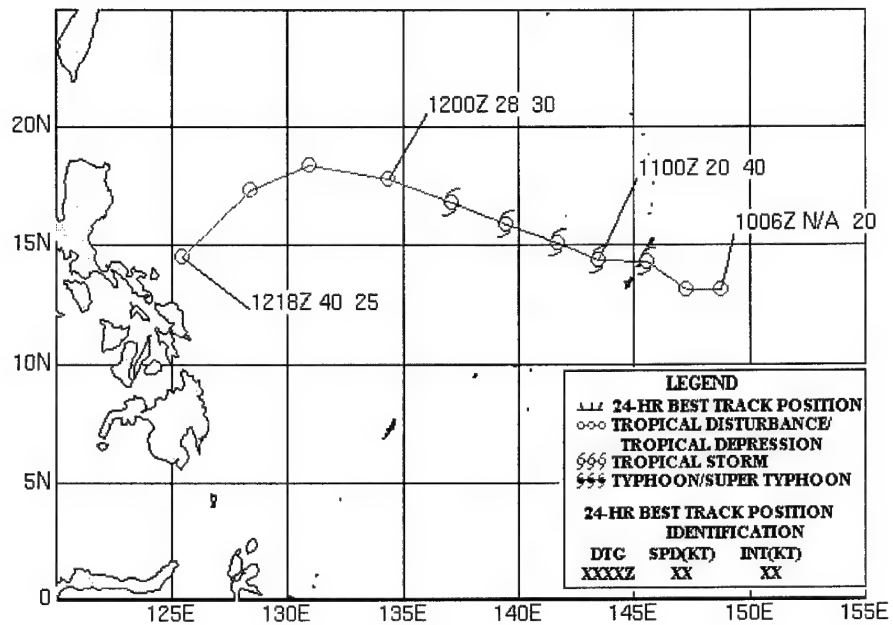 1200Z 28 30
20N
1100Z 20 40
1006Z N/A 20
15N
1218Z 40 25
10N
LEGEND
24-HR BEST TRACK POSITION
TROPICAL DISTURBANCE/
TROPICAL DEPRESSION
TROPICAL STORM
TYPHOON/SUPER TYPHOON
5N
24-HR BEST TRACK POSITION
IDENTIFICATION
DTG SPD(KT) INT(KT)
XXXXZ XX XX
0
125E 130E 135E 140E 145E 150E 155E